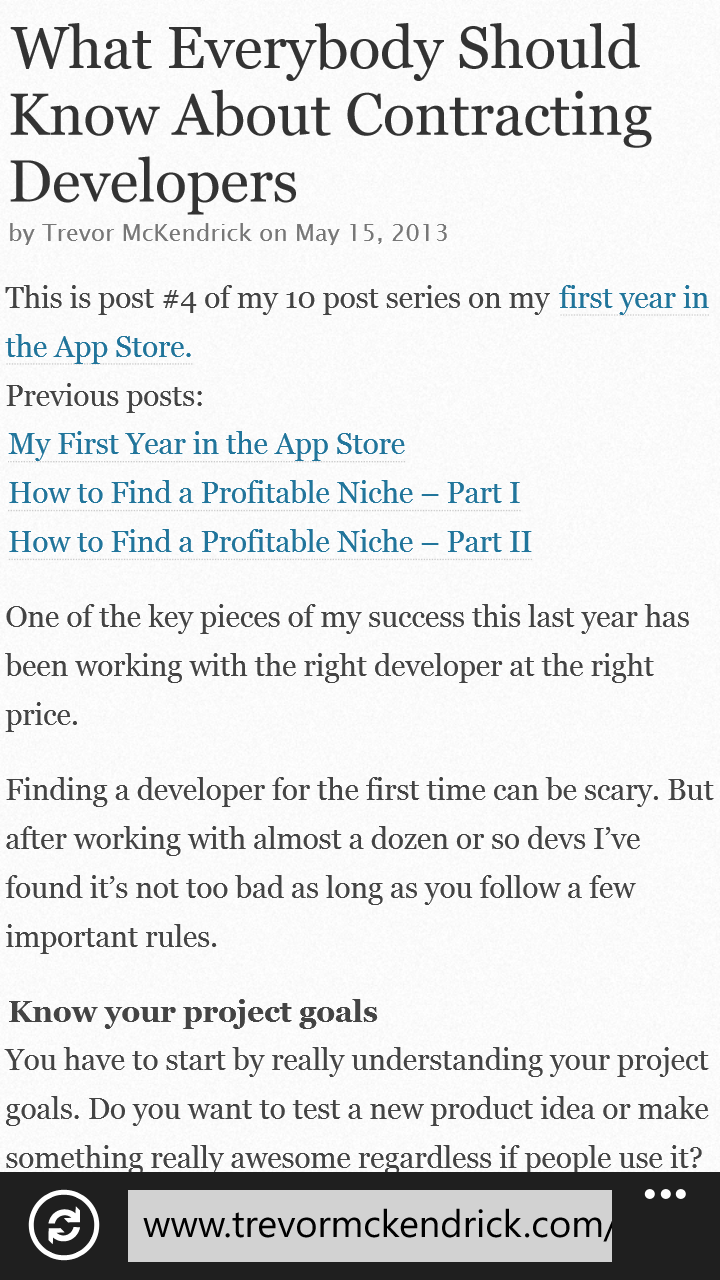 What Everybody Should
Know About Contracting
Developers
by Trevor McKendrick on May 15, 2013
This is post #4 of my 10 post series on my first year in
the App Store.
Previous posts:
My First Year in the App Store
How to Find a Profitable Niche – Part I
How to Find a Profitable Niche – Part II
One of the key pieces of my success this last year has
been working with the right developer at the right
price.
Finding a developer for the first time can be scary. But
after working with almost a dozen or so devs I’ve
found it’s not too bad as long as you follow a few
important rules.
Know your project goals
You have to start by really understanding your project
goals. Do you want to test a new product idea or make
something really awesome regardless if people use it?
www.trevormckendrick.com/